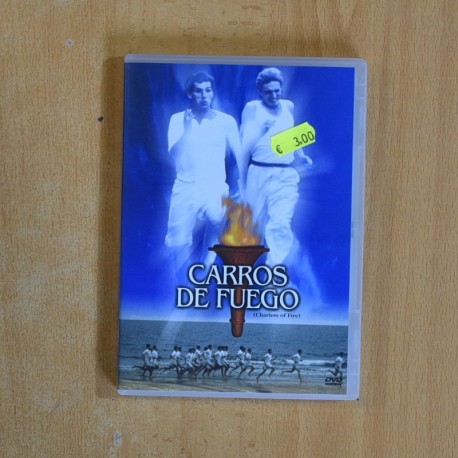 € 3,00
CARROS
DE FUEGO
(Chariots of Fire)
DVD